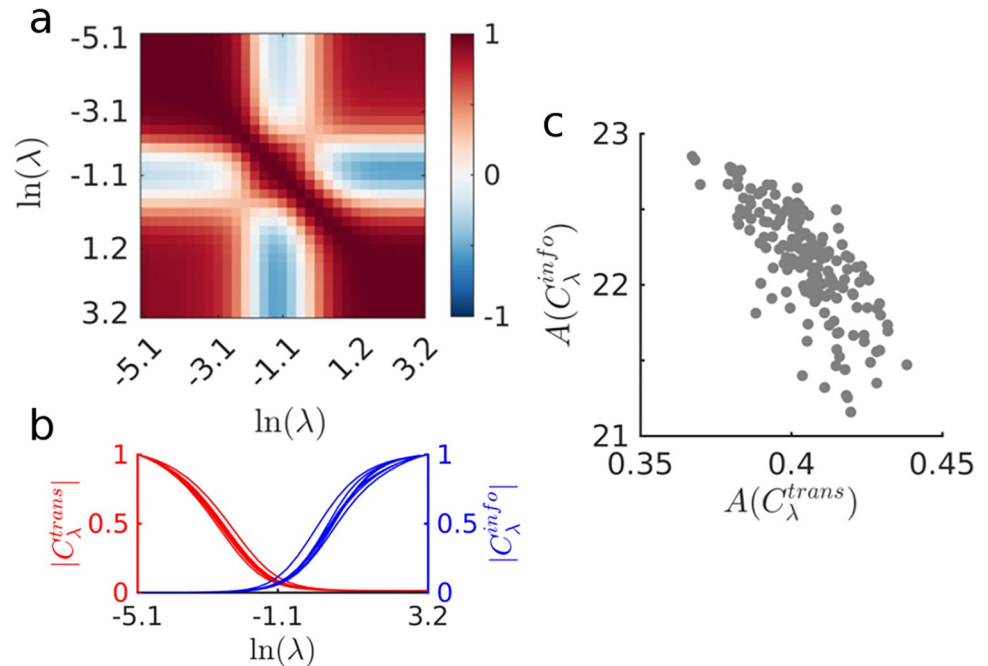 a
-5.1
-3.1
-1.1
1.2
3.2
ln(λ)
-5.1
-3.1
-1.1
1.2
3.2
ln(λ)
1
0
-1
b
1
0.5
0
|C_λ^{trans}|
1
0.5
0
|C_λ^{info}|
-5.1
-1.1
3.2
ln(λ)
c
23
22
21
A(C_λ^{info})
0.35
0.4
0.45
A(C_λ^{trans})